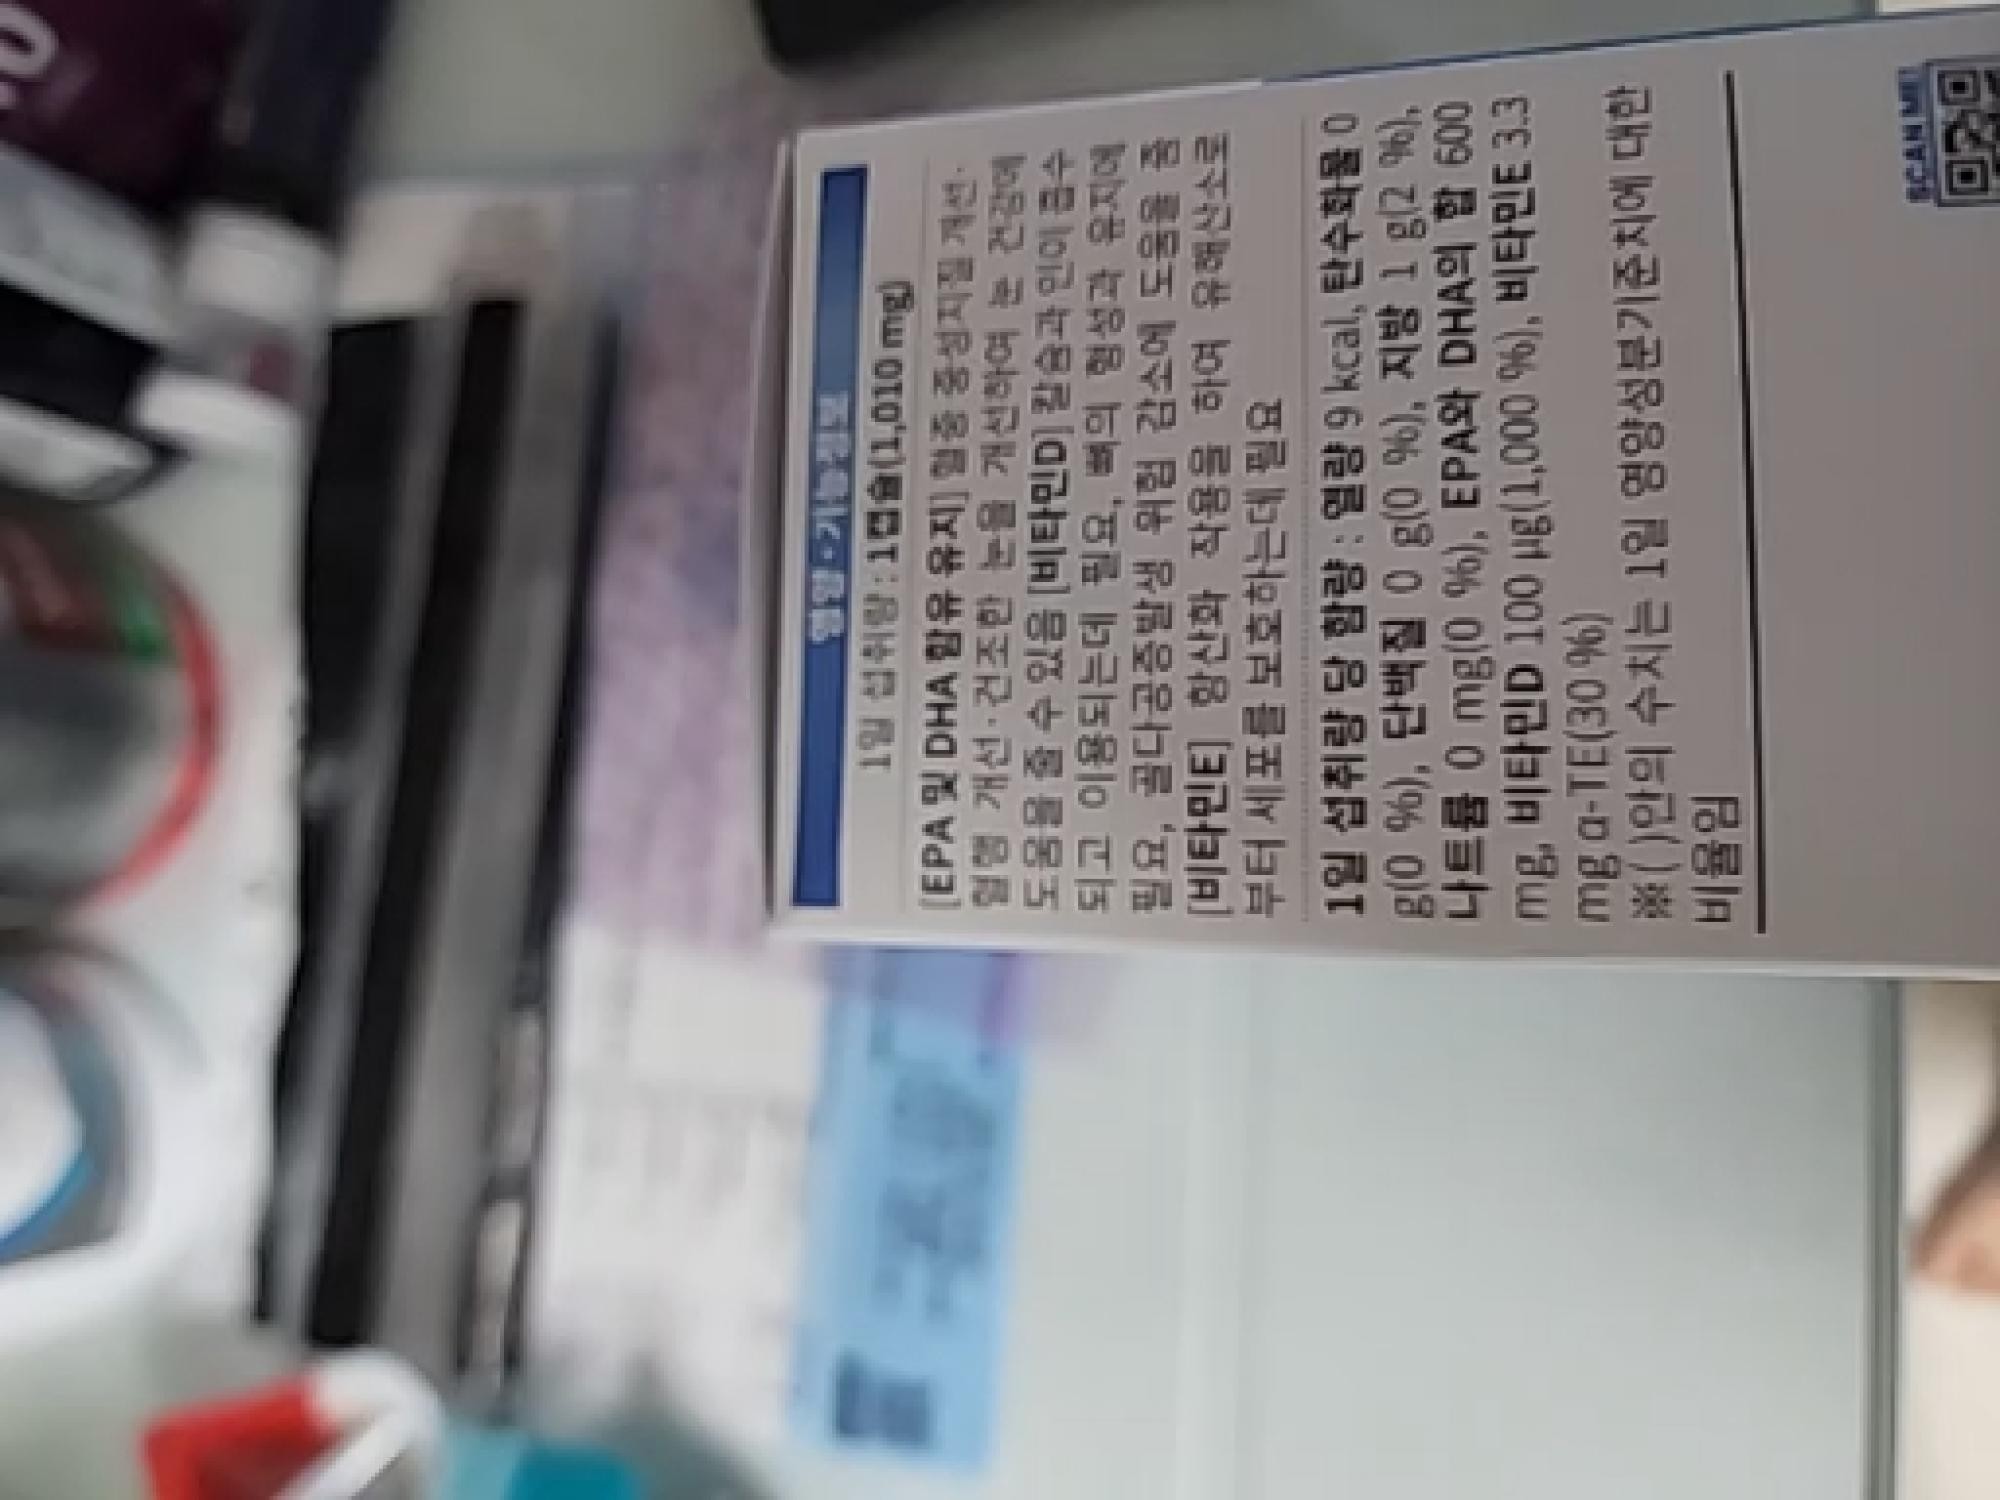 영양·기능정보
1일 섭취량 : 1캡슐(1,010 mg)
[EPA 및 DHA 함유 유지] 혈중 중성지질 개선·
혈행 개선·건조한 눈을 개선하여 눈 건강에
도움을 줄 수 있음 [비타민D] 칼슘과 인이 흡수
되고 이용되는데 필요, 뼈의 형성과 유지에
필요, 골다공증발생 위험 감소에 도움을 줌
[비타민E] 항산화 작용을 하여 유해산소로
부터 세포를 보호하는데 필요
1일 섭취량 당 함량 : 열량 9 kcal, 탄수화물 0
g(0 %), 단백질 0 g(0 %), 지방 1 g(2 %),
나트륨 0 mg(0 %), EPA와 DHA의 합 600
mg, 비타민D 100 µg(1,000 %), 비타민E 3.3
mg α-TE(30 %)
※ ( )안의 수치는 1일 영양성분기준치에 대한
비율임
SCAN ME!